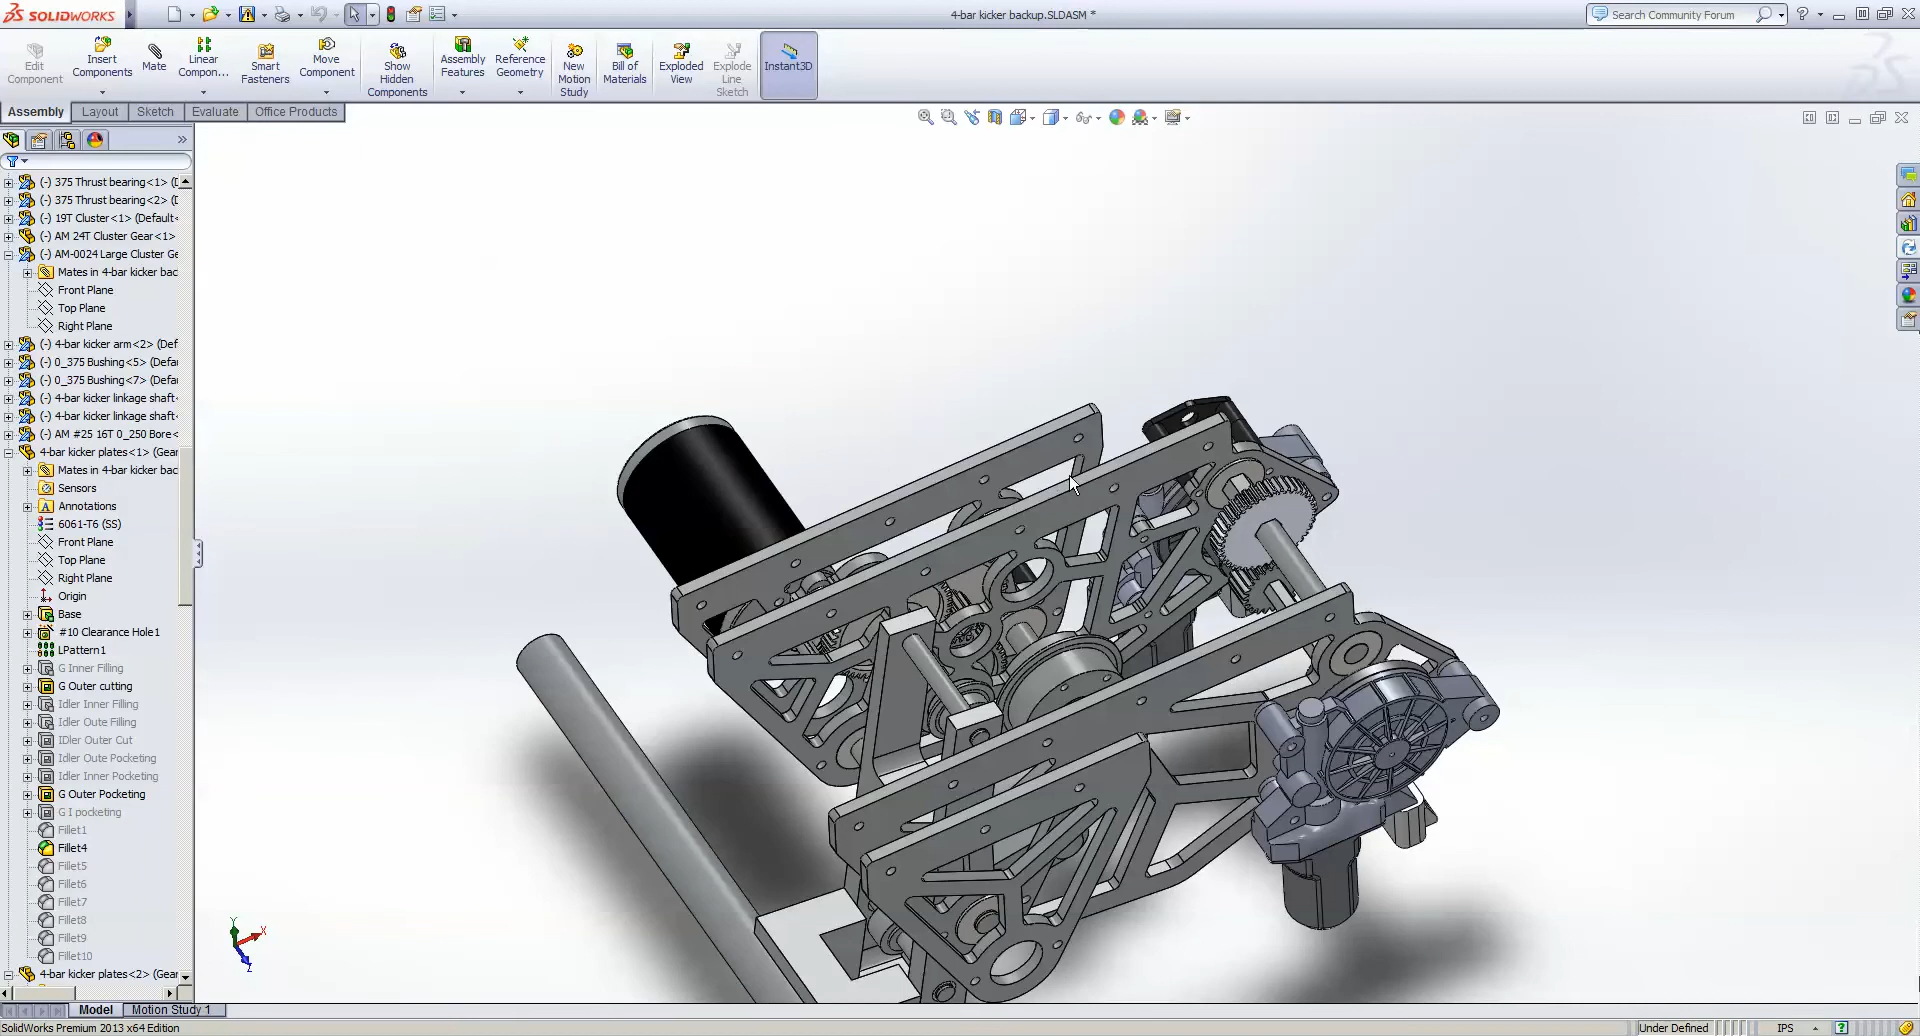 SOLIDWORKS
4-bar kicker backup.SLDASM *
Search Community Forum
Edit Component
Insert Components
Mate
Linear Compon...
Smart Fasteners
Move Component
Show Hidden Components
Assembly Features
Reference Geometry
New Motion Study
Bill of Materials
Exploded View
Explode Line Sketch
Instant3D
Assembly
Layout
Sketch
Evaluate
Office Products
(-) 375 Thrust bearing<1> (D
(-) 375 Thrust bearing<2> (D
(-) 19T Cluster<1> (Default<
(-) AM 24T Cluster Gear<1>
(-) AM-0024 Large Cluster Ge
Mates in 4-bar kicker bac
Front Plane
Top Plane
Right Plane
(-) 4-bar kicker arm<2> (Def
(-) 0_375 Bushing<5> (Defau
(-) 0_375 Bushing<7> (Defau
(-) 4-bar kicker linkage shaft<
(-) 4-bar kicker linkage shaft<
(-) AM #25 16T 0_250 Bore<
4-bar kicker plates<1> (Gear
Mates in 4-bar kicker bac
Sensors
Annotations
6061-T6 (SS)
Front Plane
Top Plane
Right Plane
Origin
Base
#10 Clearance Hole1
LPattern1
G Inner Filling
G Outer cutting
Idler Inner Filling
Idler Oute Filling
IDler Outer Cut
Idler Oute Pocketing
Idler Inner Pocketing
G Outer Pocketing
G I pocketing
Fillet1
Fillet4
Fillet5
Fillet6
Fillet7
Fillet8
Fillet9
Fillet10
4-bar kicker plates<2> (Gear
Y
X
Z
Model
Motion Study 1
SolidWorks Premium 2013 x64 Edition
Under Defined
IPS